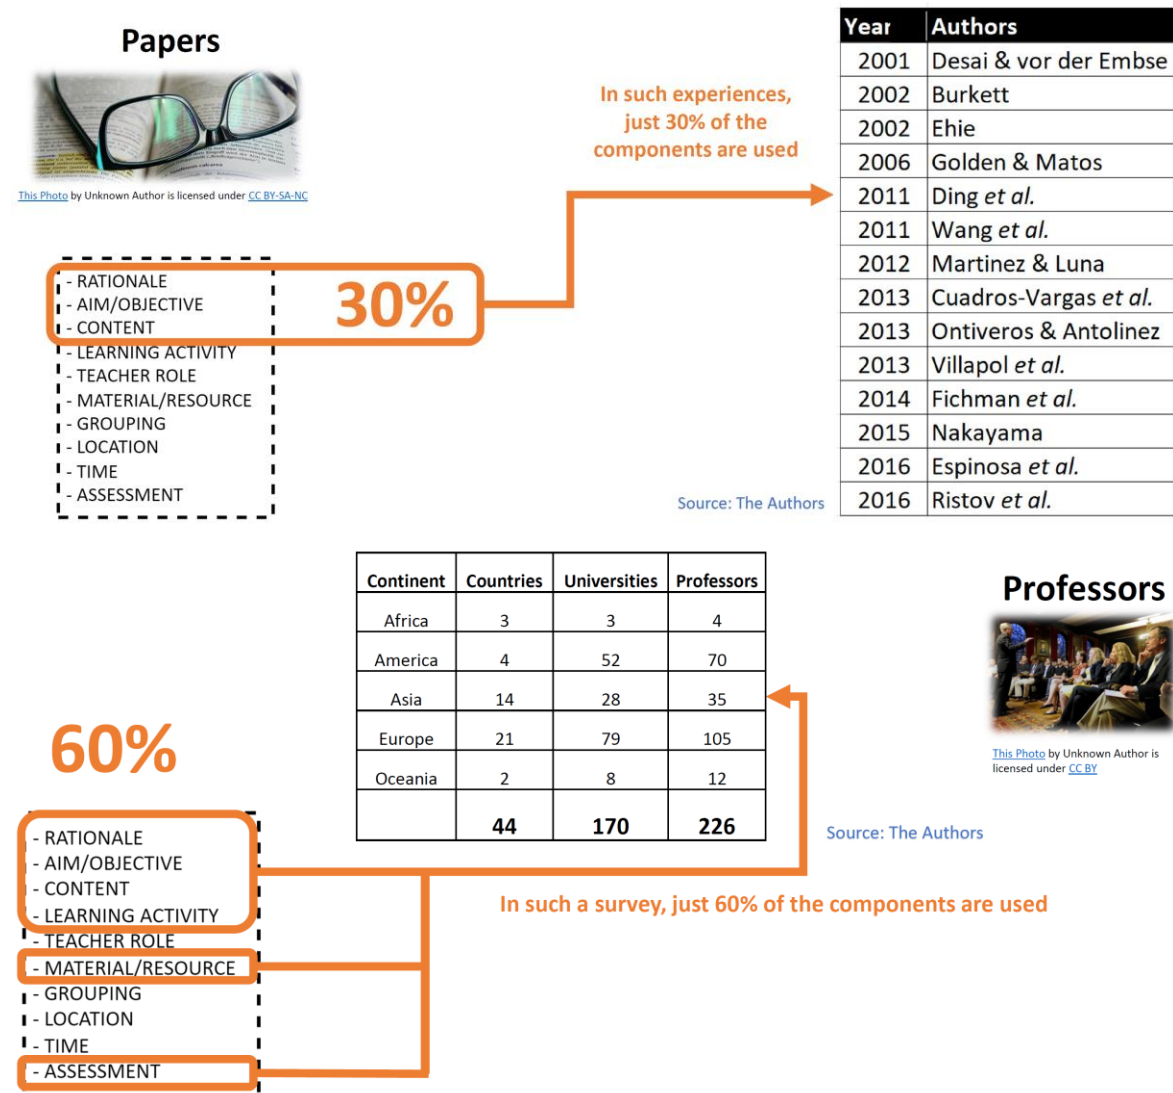 Papers
This Photo by Unknown Author is licensed under CC BY-SA-NC
In such experiences,
just 30% of the
components are used
- RATIONALE
- AIM/OBJECTIVE
- CONTENT
- LEARNING ACTIVITY
- TEACHER ROLE
- MATERIAL/RESOURCE
- GROUPING
- LOCATION
- TIME
- ASSESSMENT
30%
Year Authors
2001 Desai & vor der Embse
2002 Burkett
2002 Ehie
2006 Golden & Matos
2011 Ding et al.
2011 Wang et al.
2012 Martinez & Luna
2013 Cuadros-Vargas et al.
2013 Ontiveros & Antolinez
2013 Villapol et al.
2014 Fichman et al.
2015 Nakayama
2016 Espinosa et al.
2016 Ristov et al.
Source: The Authors
Continent Countries Universities Professors
Africa 3 3 4
America 4 52 70
Asia 14 28 35
Europe 21 79 105
Oceania 2 8 12
44 170 226
Professors
This Photo by Unknown Author is
licensed under CC BY
Source: The Authors
60%
- RATIONALE
- AIM/OBJECTIVE
- CONTENT
- LEARNING ACTIVITY
- TEACHER ROLE
- MATERIAL/RESOURCE
- GROUPING
- LOCATION
- TIME
- ASSESSMENT
In such a survey, just 60% of the components are used